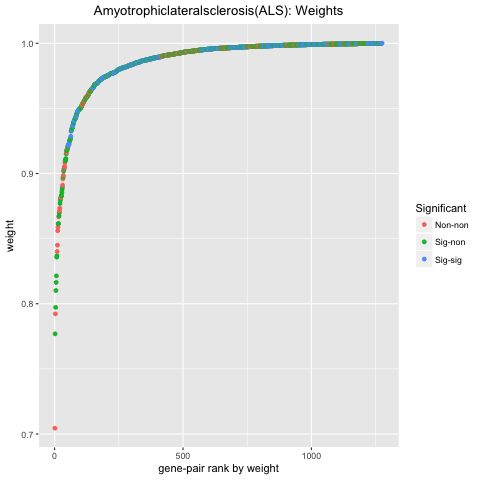 Amyotrophiclateralsclerosis(ALS): Weights
1.0
0.9
0.8
0.7
weight
0
500
1000
gene-pair rank by weight
Significant
Non-non
Sig-non
Sig-sig